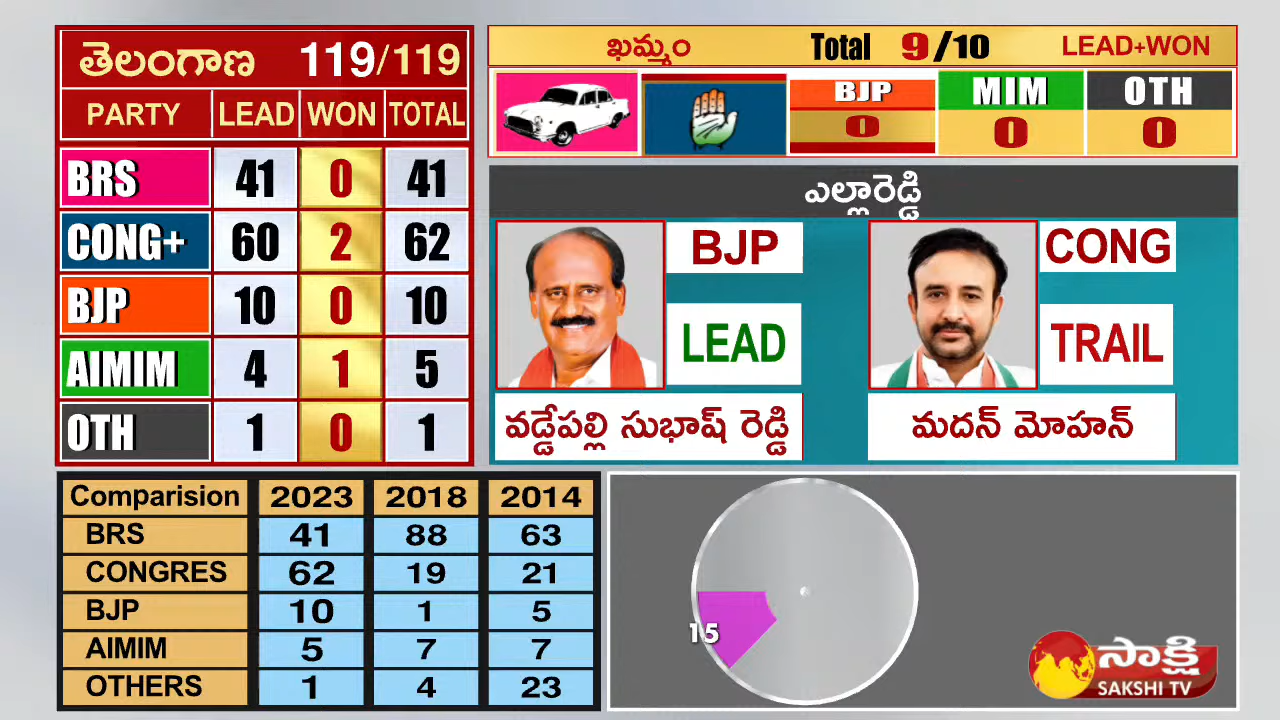 తెలంగాణ 119/119
PARTY LEAD WON TOTAL
BRS 41 0 41
CONG+ 60 2 62
BJP 10 0 10
AIMIM 4 1 5
OTH 1 0 1
ఖమ్మం Total 9/10 LEAD+WON
BJP MIM OTH
0 0 0
ఎల్లారెడ్డి
BJP CONG
LEAD TRAIL
వడ్డేపల్లి సుభాష్ రెడ్డి మదన్ మోహన్
Comparision 2023 2018 2014
BRS 41 88 63
CONGRES 62 19 21
BJP 10 1 5
AIMIM 5 7 7
OTHERS 1 4 23
15
సాక్షి
SAKSHI TV